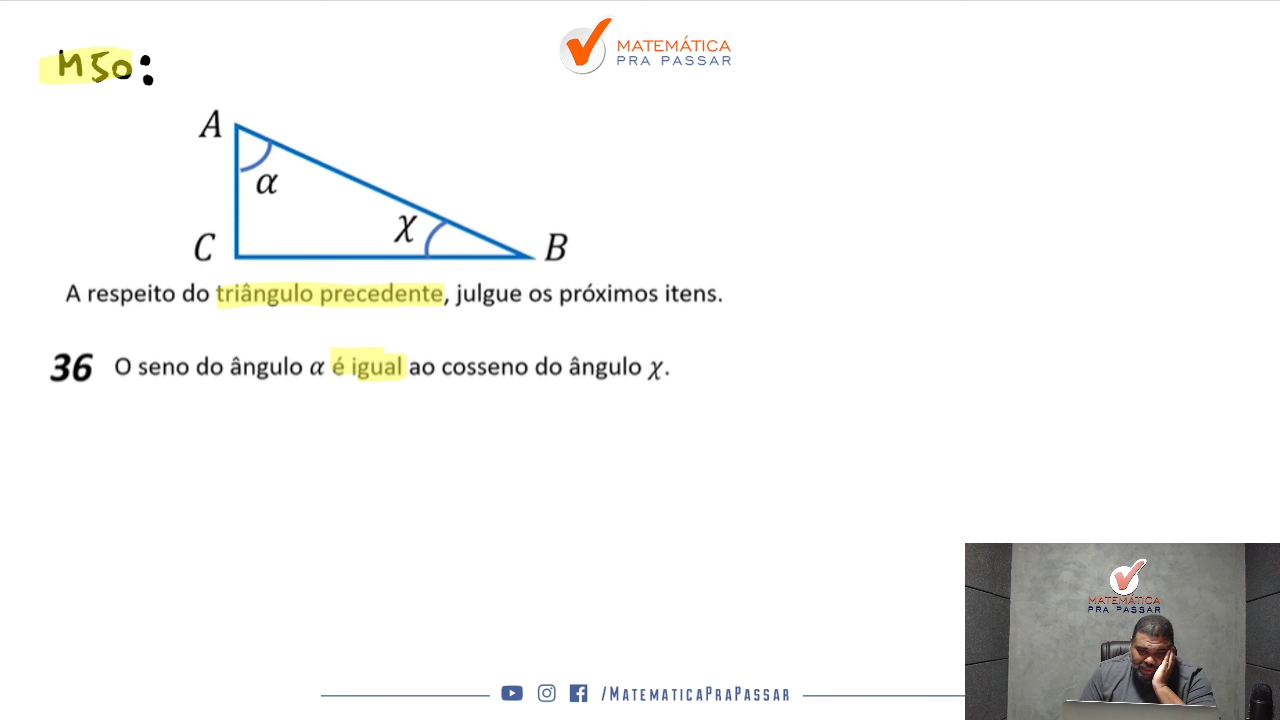 M50:
MATEMÁTICA
PRA PASSAR
A
α
χ
C
B
A respeito do triângulo precedente, julgue os próximos itens.
36 O seno do ângulo α é igual ao cosseno do ângulo χ.
MATEMÁTICA
PRA PASSAR
/MATEMATICAPRAPASSAR